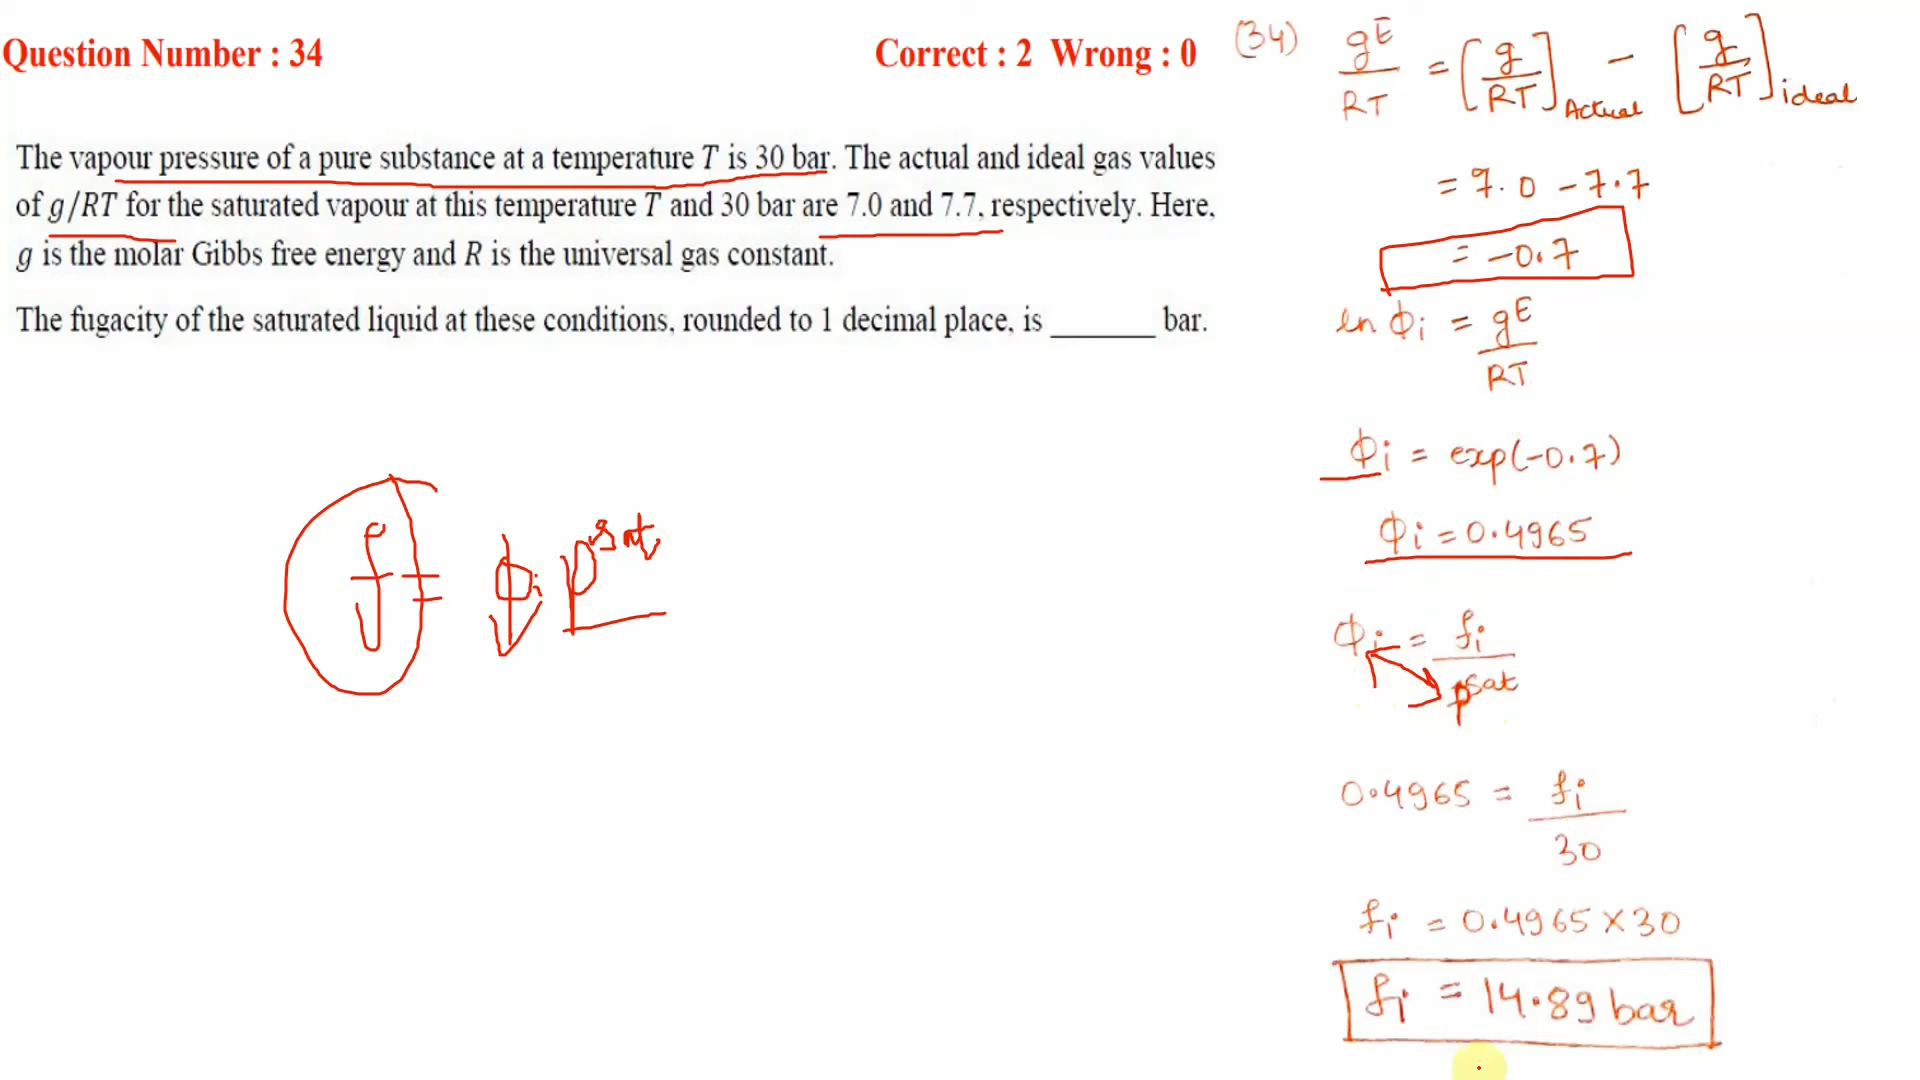 Question Number : 34
Correct : 2 Wrong : 0
The vapour pressure of a pure substance at a temperature T is 30 bar. The actual and ideal gas values
of g/RT for the saturated vapour at this temperature T and 30 bar are 7.0 and 7.7, respectively. Here,
g is the molar Gibbs free energy and R is the universal gas constant.
The fugacity of the saturated liquid at these conditions, rounded to 1 decimal place, is ________ bar.
f = ϕi p^sat
(34) g^E/RT = [g/RT]Actual - [g/RT]ideal
= 7.0 - 7.7
= -0.7
ln ϕi = g^E/RT
ϕi = exp(-0.7)
ϕi = 0.4965
ϕi = fi/p^sat
0.4965 = fi/30
fi = 0.4965 × 30
fi = 14.89 bar